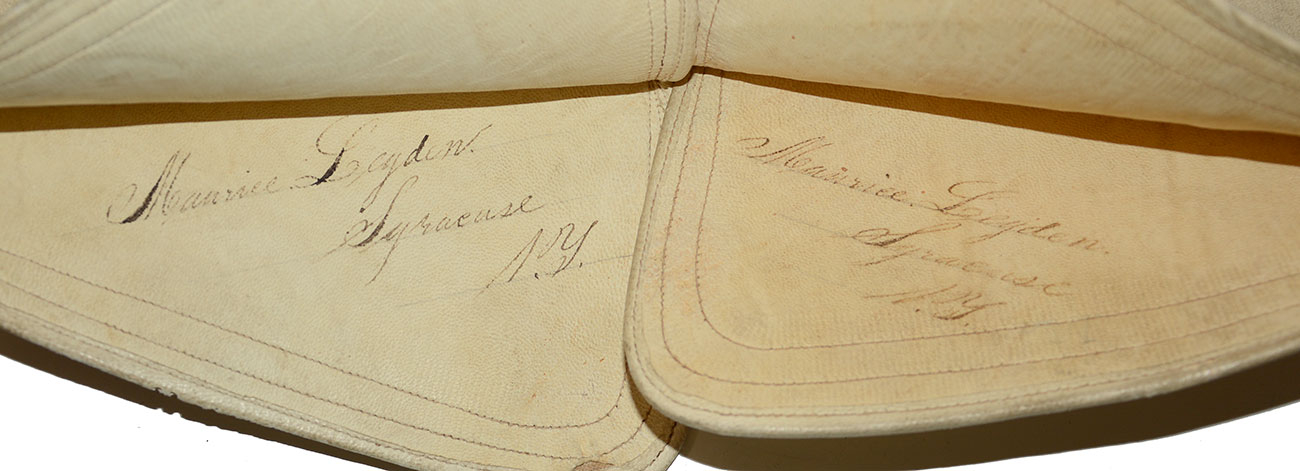 Maurice Leyden.
Syracuse
N.Y.
Maurice Leyden.
Syracuse
N.Y.